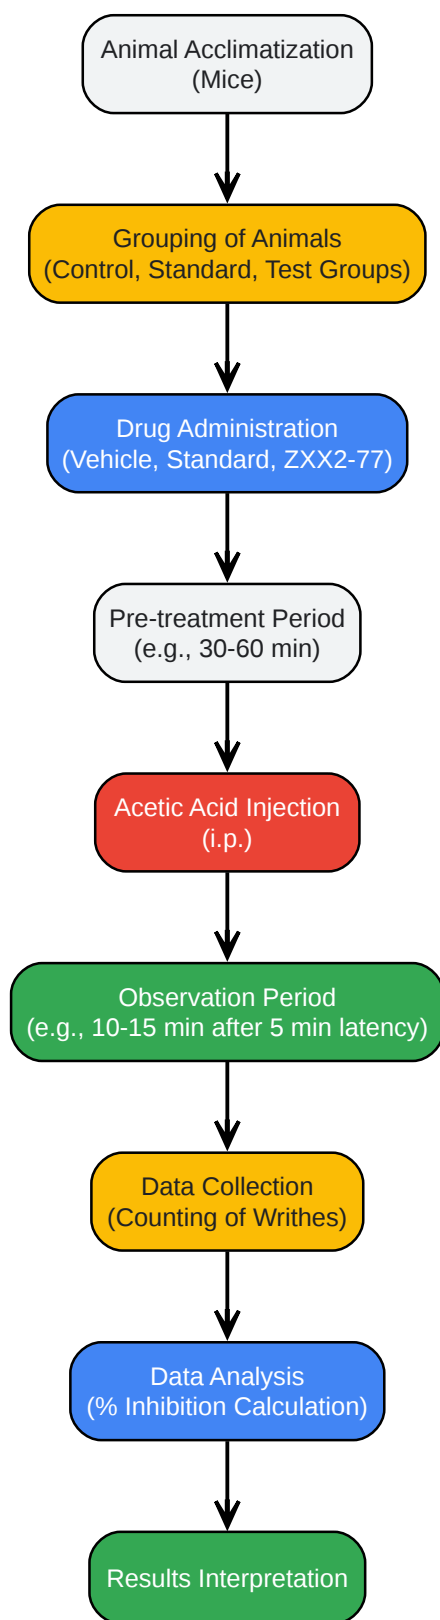 Animal Acclimatization
(Mice)
Grouping of Animals
(Control, Standard, Test Groups)
Drug Administration
(Vehicle, Standard, ZXX2-77)
Pre-treatment Period
(e.g., 30-60 min)
Acetic Acid Injection
(i.p.)
Observation Period
(e.g., 10-15 min after 5 min latency)
Data Collection
(Counting of Writhes)
Data Analysis
(% Inhibition Calculation)
Results Interpretation